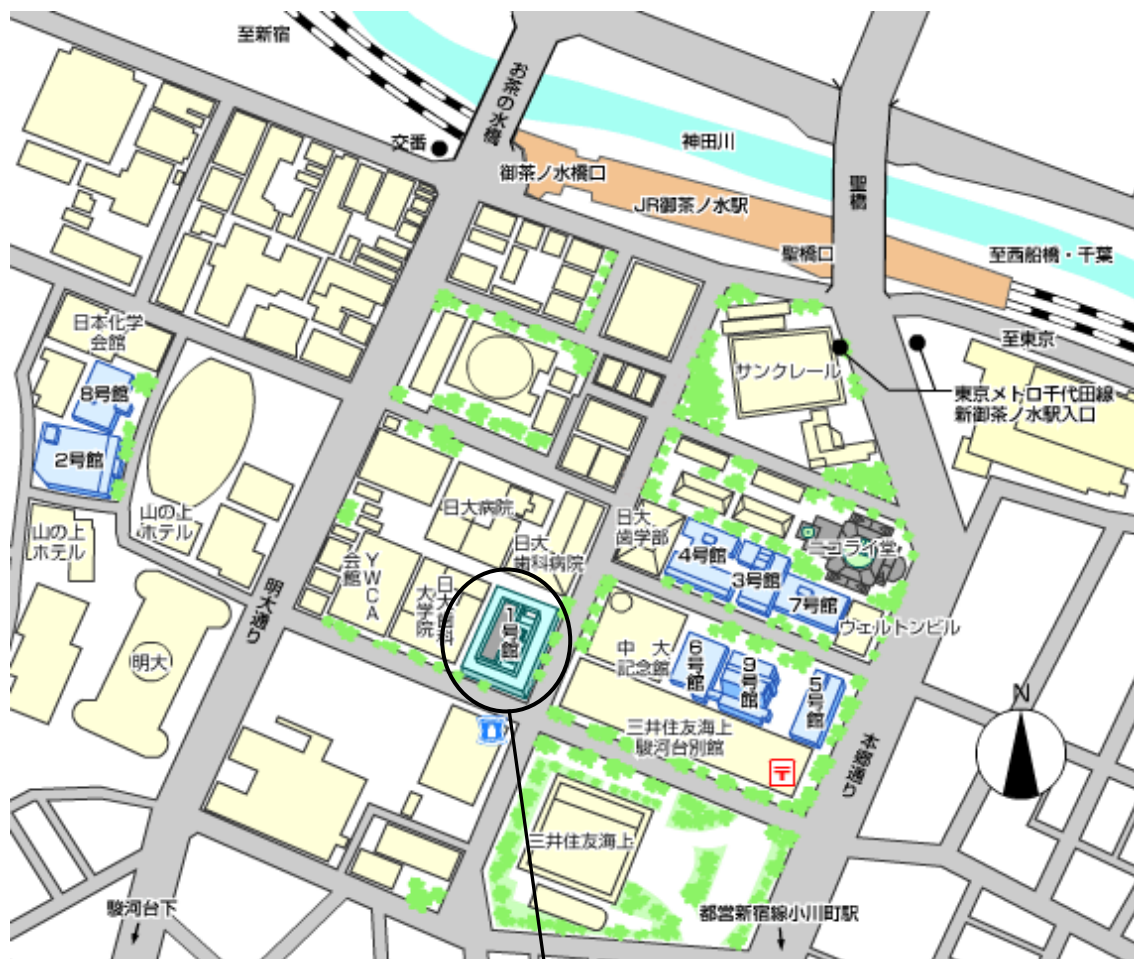 至新宿
お茶の水橋
交番
神田川
御茶ノ水橋口
JR御茶ノ水駅
聖橋
聖橋口
至西船橋・千葉
日本化学
会館
至東京
サンクレール
8号館
東京メトロ千代田線
新御茶ノ水駅入口
2号館
山の上
ホテル
山の上
ホテル
日大病院
日大
歯科病院
日大
歯学部
4号館
3号館
ニコライ堂
7号館
YWCA
会館
日大歯科
大学院
1号館
明大通り
ヴェルトンビル
明大
中大
記念館
6号館
9号館
5号館
N
三井住友海上
駿河台別館
〒
本郷通り
三井住友海上
駿河台下
都営新宿線小川町駅